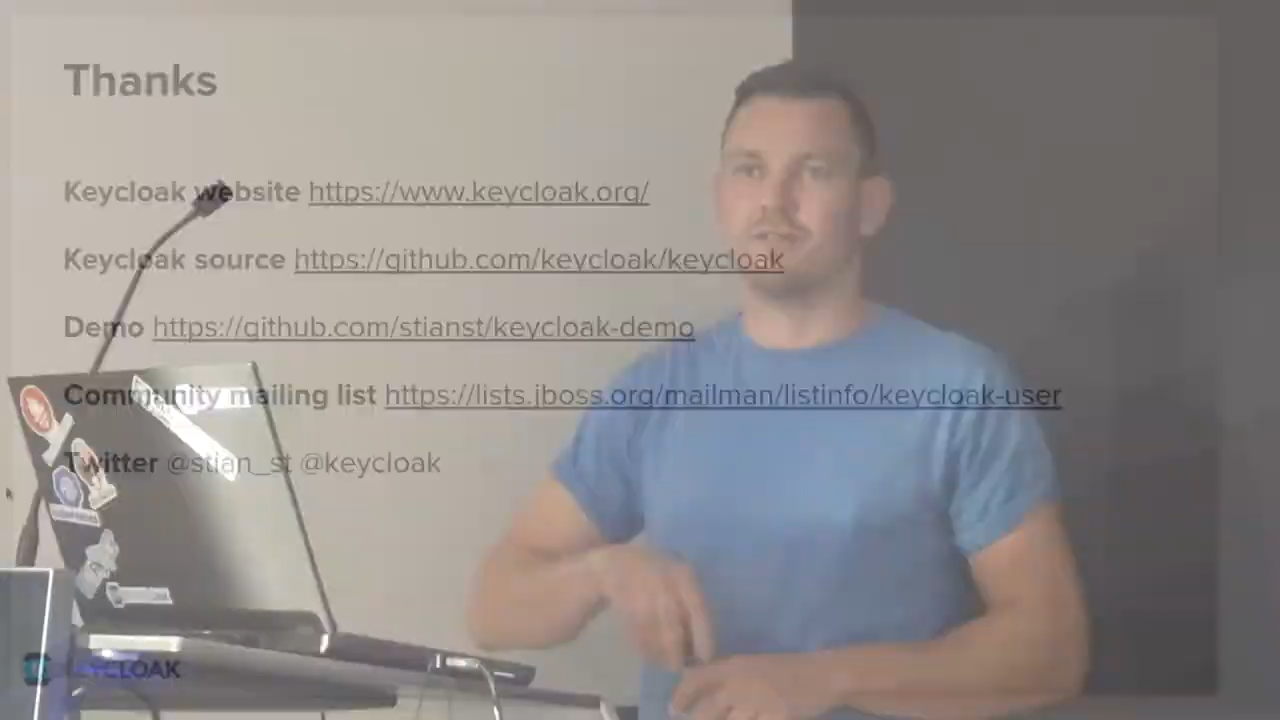 Thanks
Keycloak website https://www.keycloak.org/
Keycloak source https://github.com/keycloak/keycloak
Demo https://github.com/stianst/keycloak-demo
Community mailing list https://lists.jboss.org/mailman/listinfo/keycloak-user
Twitter @stian_st @keycloak
KEYCLOAK